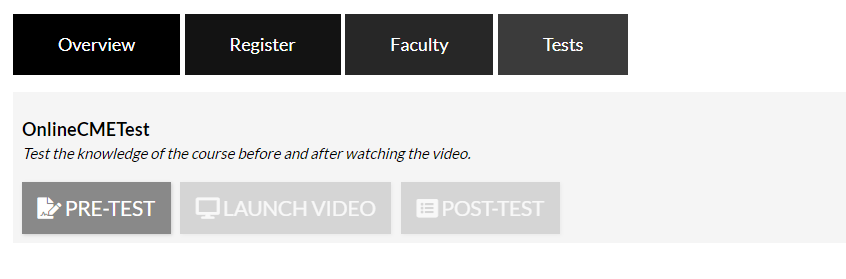 Overview Register Faculty Tests
OnlineCMETest
Test the knowledge of the course before and after watching the video.
PRE-TEST LAUNCH VIDEO POST-TEST